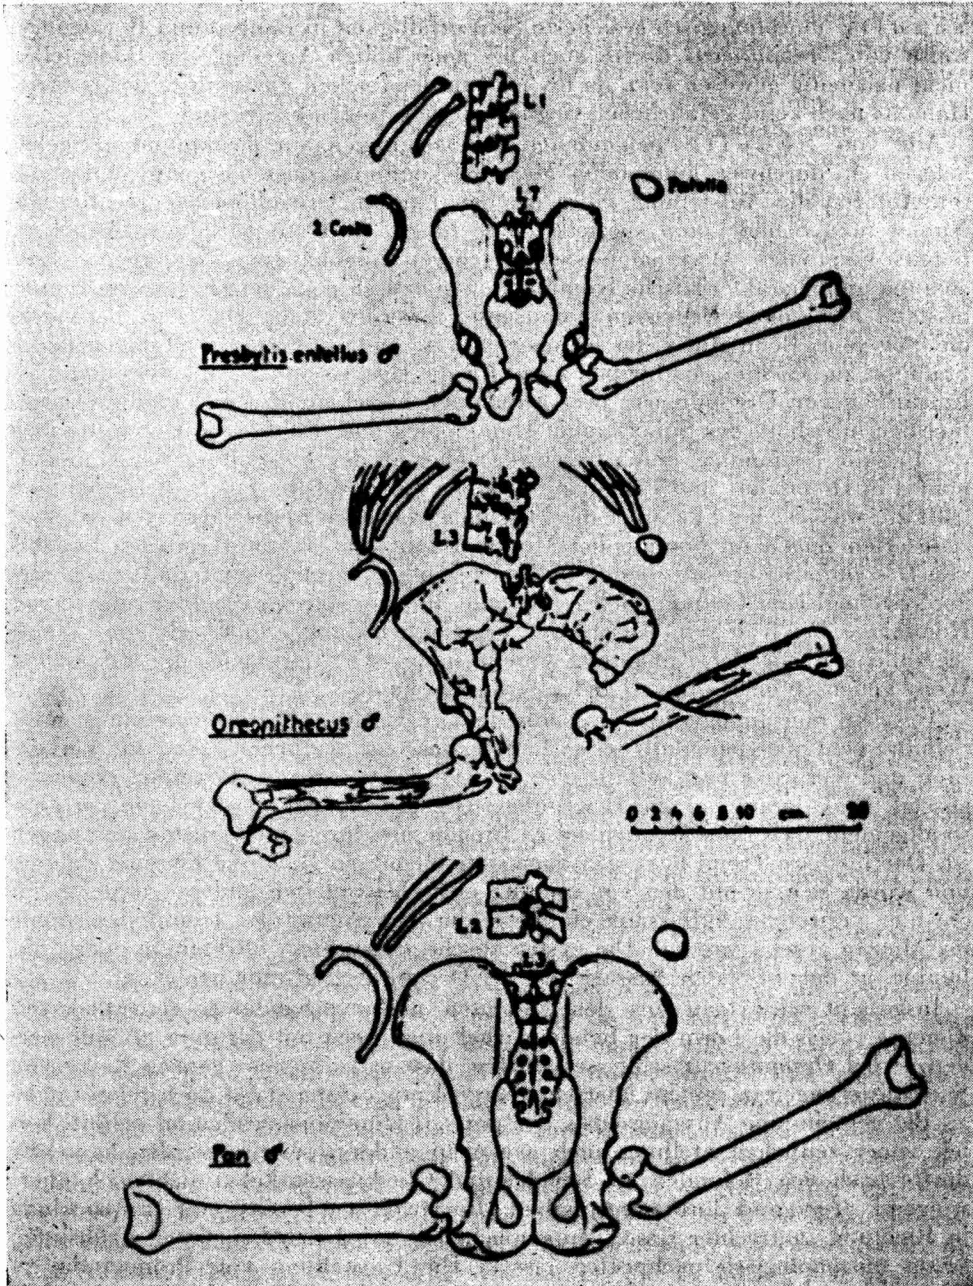 L1
Patella
L7
2. Costa
Presbytis entellus ♂
L3
Oreopithecus ♂
0 2 4 6 8 10 cm. 20
L2
L3
Pan ♂